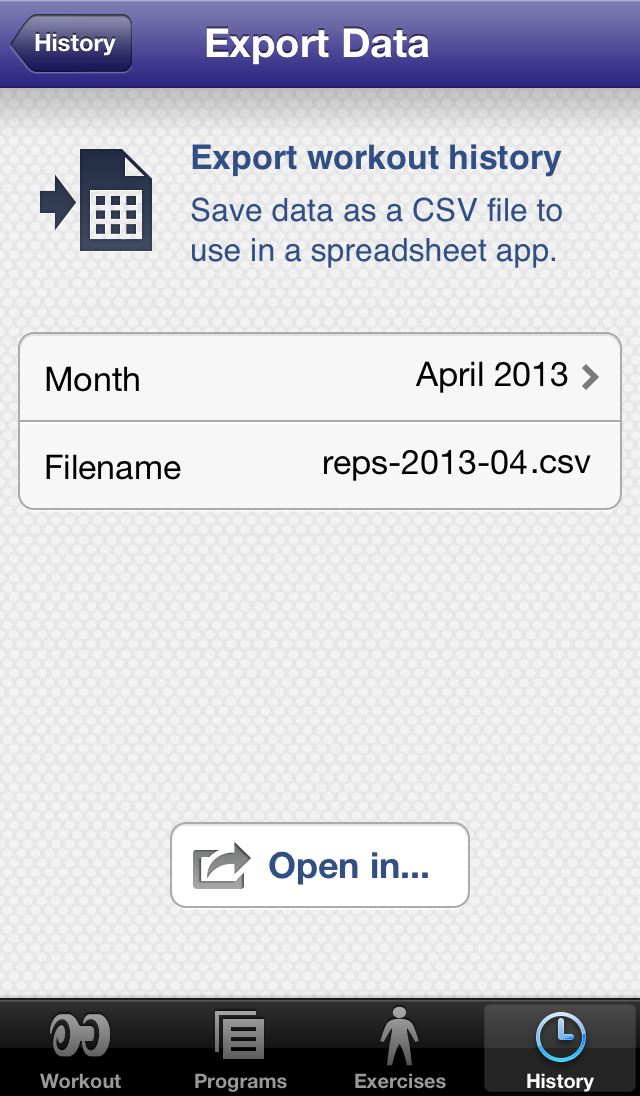 History
Export Data
Export workout history
Save data as a CSV file to
use in a spreadsheet app.
Month
April 2013
Filename
reps-2013-04.csv
Open in...
Workout
Programs
Exercises
History